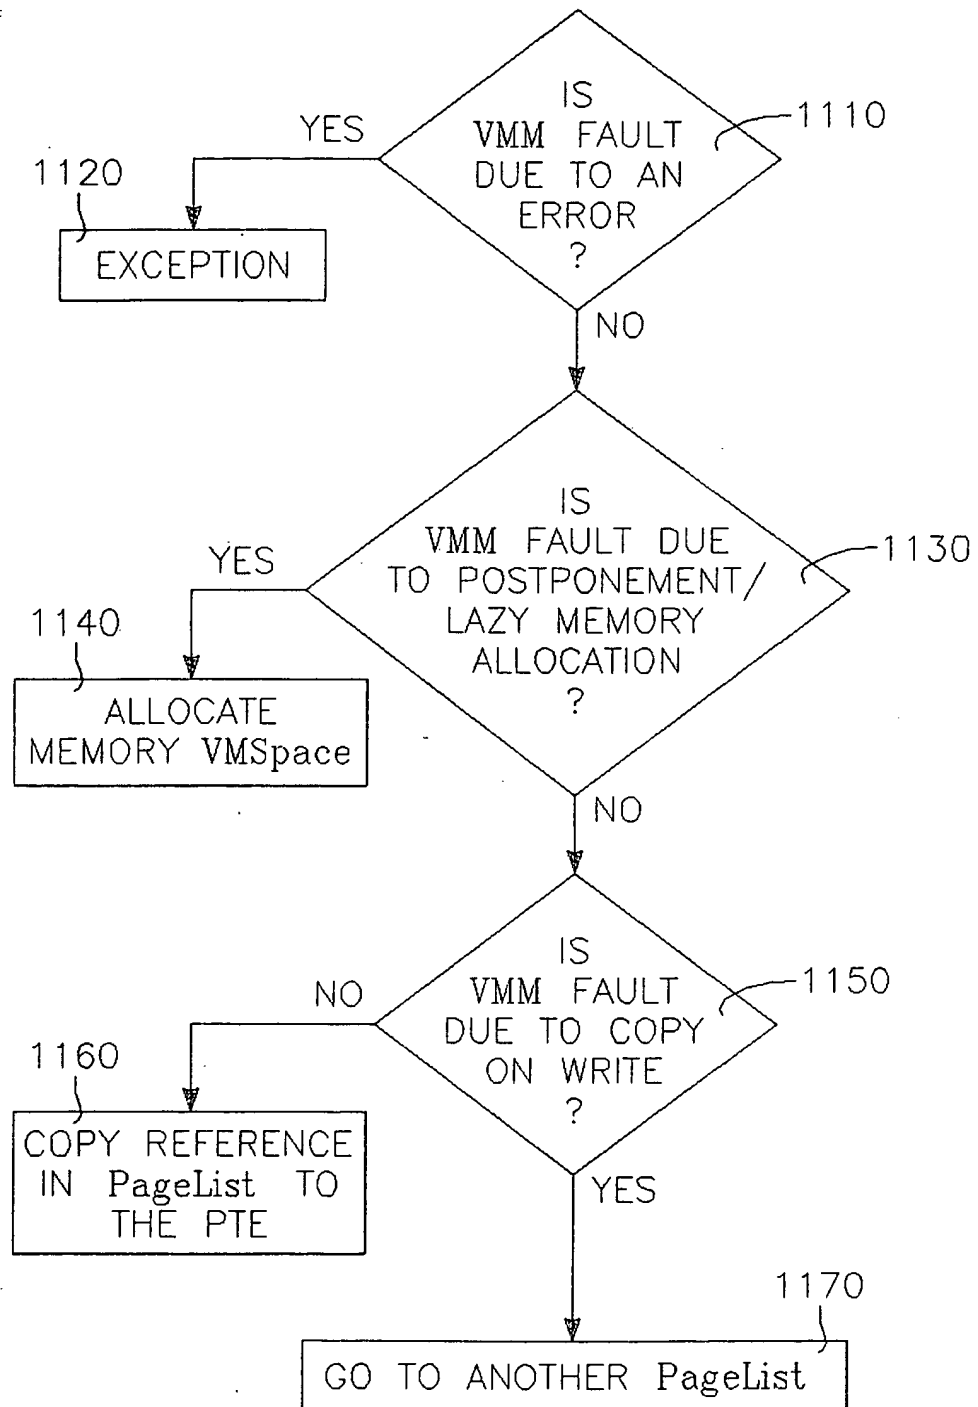 IS
VMM FAULT
DUE TO AN
ERROR
?
1110
YES
1120
EXCEPTION
NO
IS
VMM FAULT DUE
TO POSTPONEMENT/
LAZY MEMORY
ALLOCATION
?
1130
YES
1140
ALLOCATE
MEMORY VMSpace
NO
IS
VMM FAULT
DUE TO COPY
ON WRITE
?
1150
NO
1160
COPY REFERENCE
IN PageList TO
THE PTE
YES
1170
GO TO ANOTHER PageList